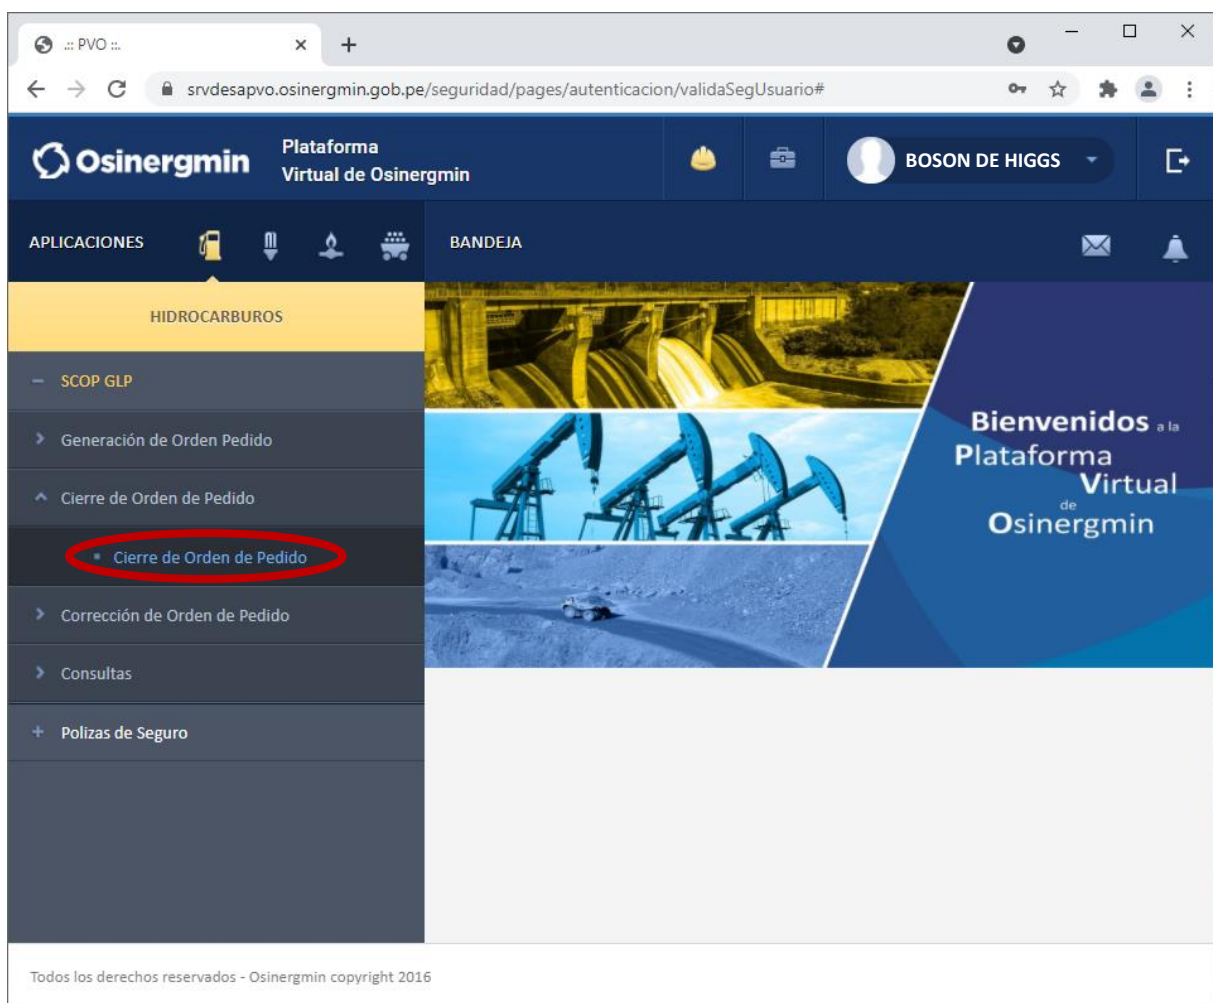 .:: PVO ::.
srvdesapvo.osinergmin.gob.pe/seguridad/pages/autenticacion/validaSegUsuario#
Osinergmin
Plataforma
Virtual de Osinergmin
BOSON DE HIGGS
APLICACIONES
BANDEJA
HIDROCARBUROS
SCOP GLP
Generación de Orden Pedido
Cierre de Orden de Pedido
Cierre de Orden de Pedido
Corrección de Orden de Pedido
Consultas
Polizas de Seguro
Bienvenidos a la
Plataforma
Virtual
de
Osinergmin
Todos los derechos reservados - Osinergmin copyright 2016